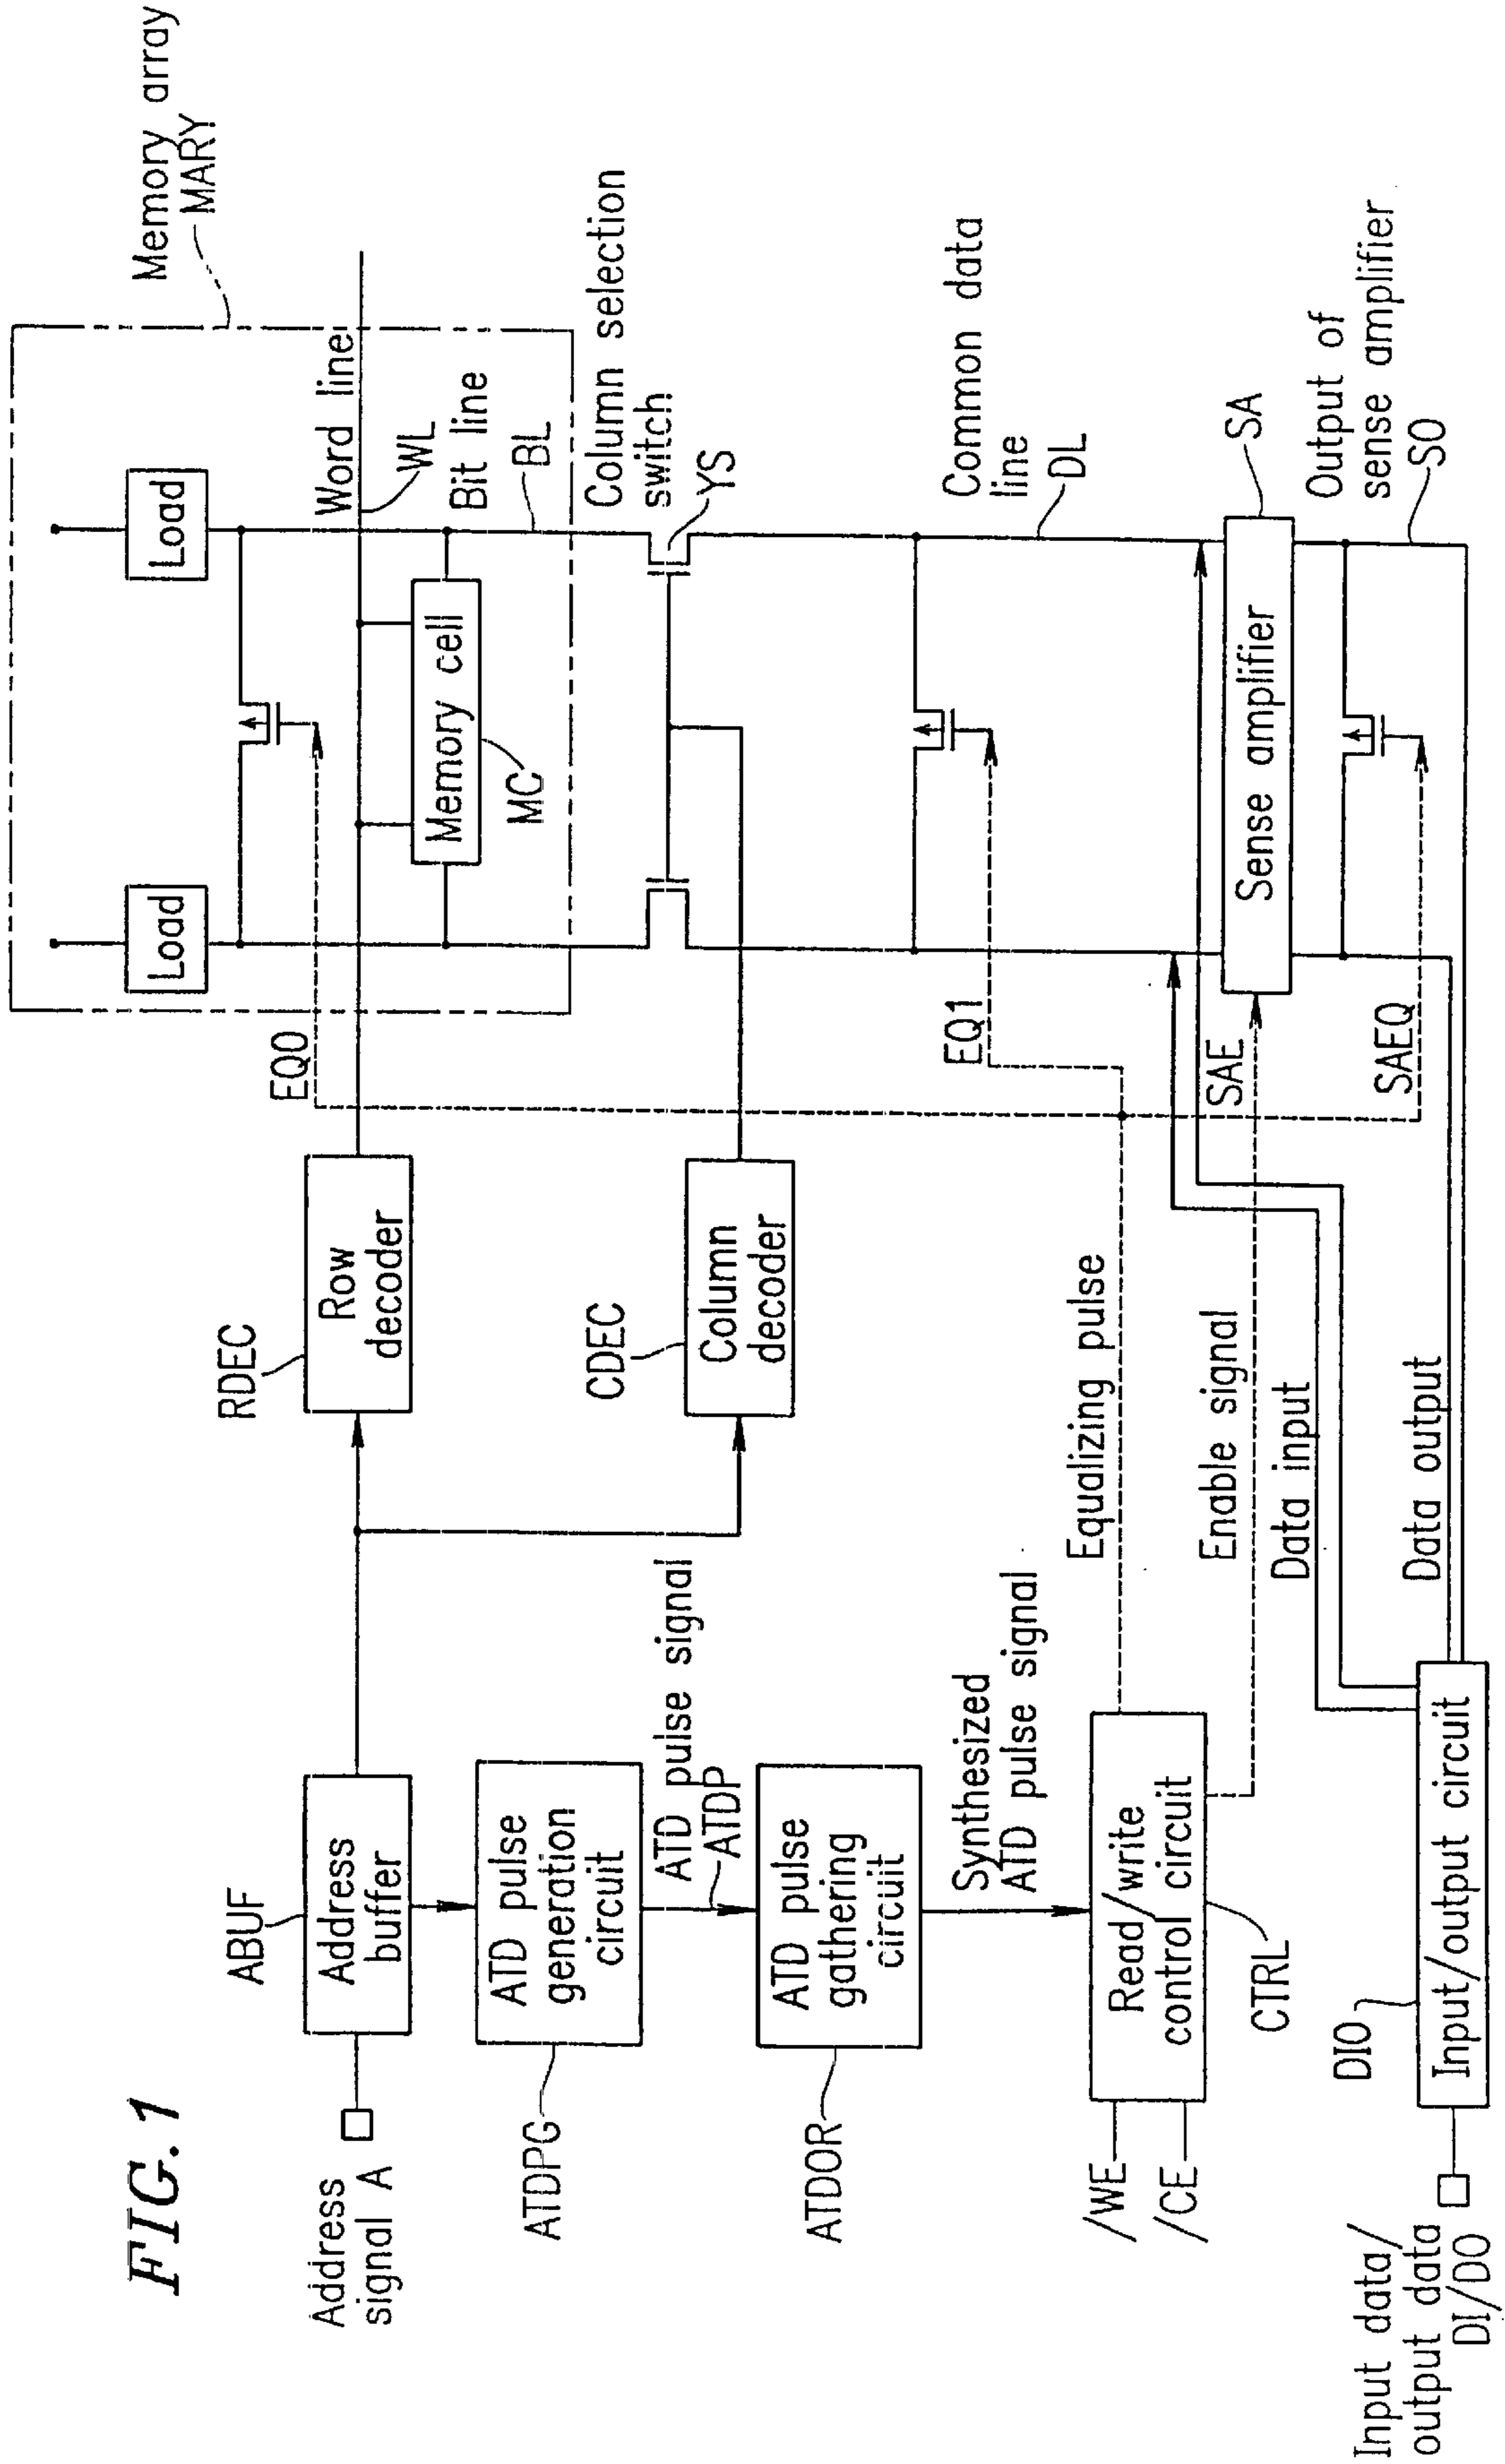 FIG. 1
Memory array
MARY
Load
Load
Word line
WL
Bit line
BL
Memory cell
MC
EQ0
Column selection
switch
YS
RDEC
Row
decoder
CDEC
Column
decoder
Address
signal A
ABUF
Address
buffer
ATDPG
ATD pulse
generation
circuit
ATD pulse signal
ATDP
ATDOR
ATD pulse
gathering
circuit
Synthesized
ATD pulse signal
/WE
/CE
Read/write
control circuit
CTRL
Equalizing pulse
Enable signal
Data input
Data output
EQ1
Common data
line
DL
SAE
SAEQ
Sense amplifier
SA
Output of
sense amplifier
SO
DIO
Input/output circuit
Input data/
output data
DI/DO